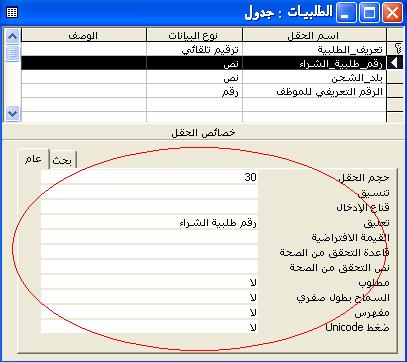 الطلبيات : جدول
اسم الحقل نوع البيانات الوصف
تعريف_الطلبية ترقيم تلقائي
رقم_طلبية_الشراء نص
بلد_الشحن نص
الرقم التعريفي للموظف رقم
خصائص الحقل
عام بحث
حجم الحقل 30
تنسيق
قناع الإدخال
تعليق رقم طلبية الشراء
القيمة الافتراضية
قاعدة التحقق من الصحة
نص التحقق من الصحة
مطلوب لا
السماح بطول صفري لا
مفهرس لا
ضغط Unicode لا